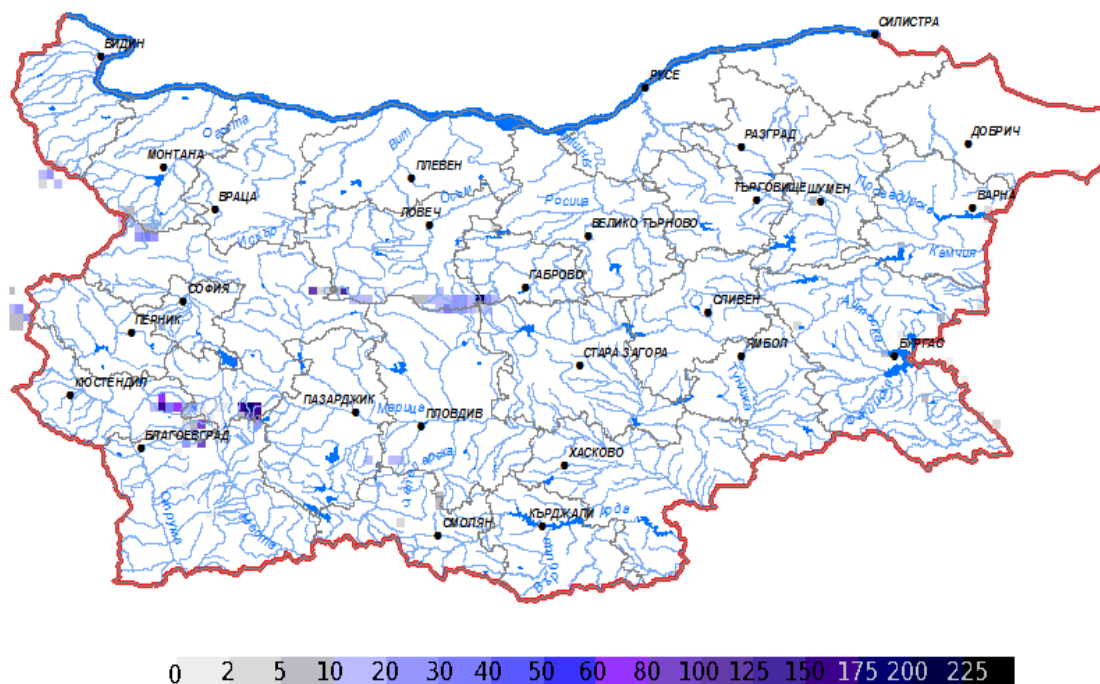 СИЛИСТРА
ВИДИН
РУСЕ
Огоста
РАЗГРАД
ДОБРИЧ
Вит
МОНТАНА
ПЛЕВЕН
ВРАЦА
Осъм
Росица
ТЪРГОВИЩЕ
ШУМЕН
Провадийска
ВАРНА
ЛОВЕЧ
Искър
ВЕЛИКО ТЪРНОВО
Камчия
ГАБРОВО
СОФИЯ
СЛИВЕН
ПЕРНИК
БУРГАС
СТАРА ЗАГОРА
ЯМБОЛ
Тунджа
КЮСТЕНДИЛ
ПАЗАРДЖИК
Марица
ПЛОВДИВ
БЛАГОЕВГРАД
ХАСКОВО
Струма
Места
СМОЛЯН
КЪРДЖАЛИ
Арда
Върбица
0 2 5 10 20 30 40 50 60 80 100 125 150 175 200 225